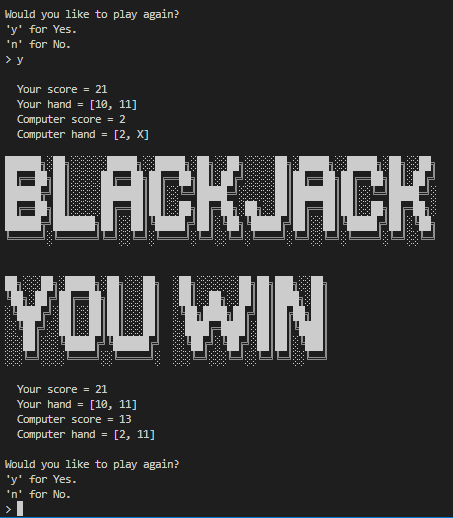 Would you like to play again?
'y' for Yes.
'n' for No.
> y
Your score = 21
Your hand = [10, 11]
Computer score = 2
Computer hand = [2, X]
BLACKJACK
YOU WIN
Your score = 21
Your hand = [10, 11]
Computer score = 13
Computer hand = [2, 11]
Would you like to play again?
'y' for Yes.
'n' for No.
>